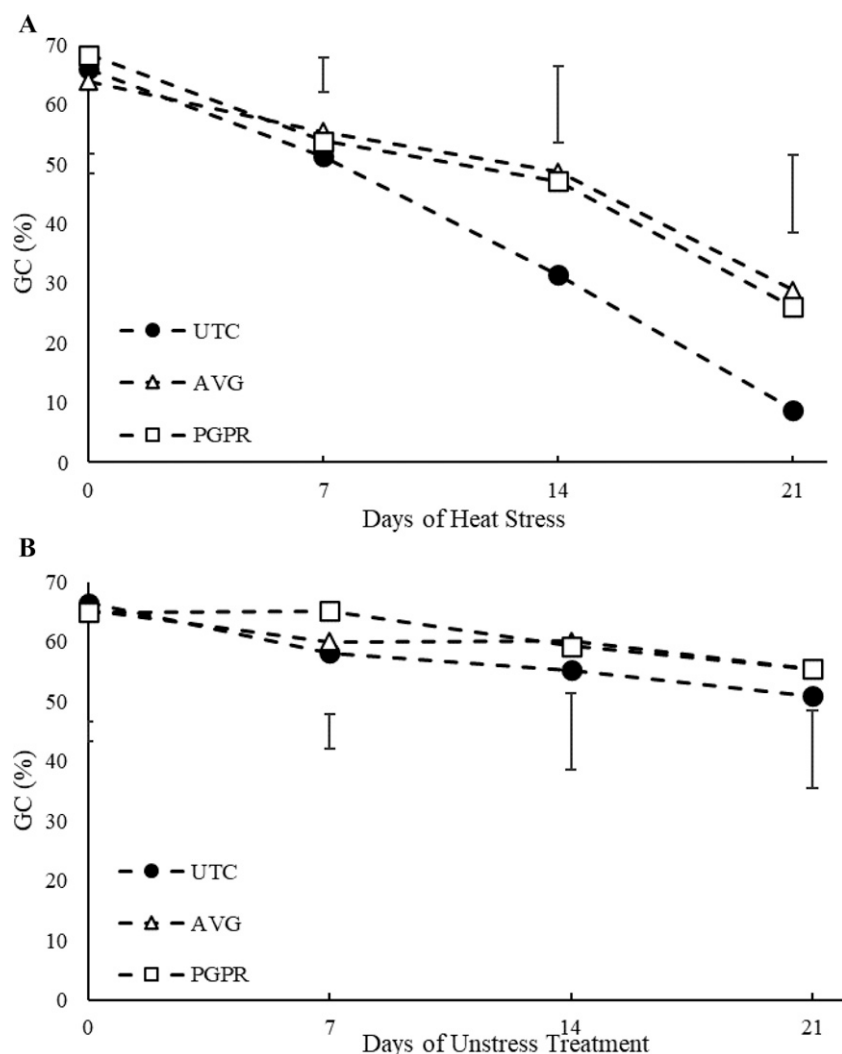 A
70
60
50
40
30
20
10
0
GC (%)
UTC
AVG
PGPR
0 7 14 21
Days of Heat Stress
B
70
60
50
40
30
20
10
0
GC (%)
UTC
AVG
PGPR
0 7 14 21
Days of Unstress Treatment